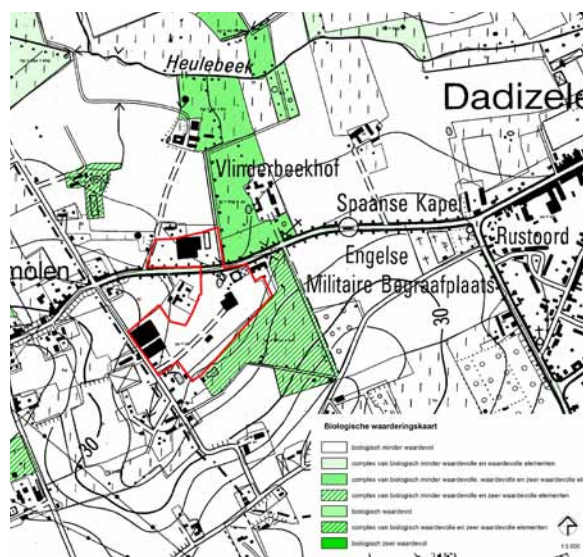 Heulebeek
Dadizele
Vlinderbeekhof
Spaanse Kapel
Rustoord
molen
Engelse
Militaire Begraafplaats
30
30
Biologische waarderingskaart
biologisch minder waardevol
complex van biologisch minder waardevolle en waardevolle elementen
complex van biologisch minder waardevolle, waardevolle en zeer waardevolle el
complex van biologisch minder waardevolle en zeer waardevolle elementen
biologisch waardevol
complex van biologisch waardevolle en zeer waardevolle elementen
biologisch zeer waardevol